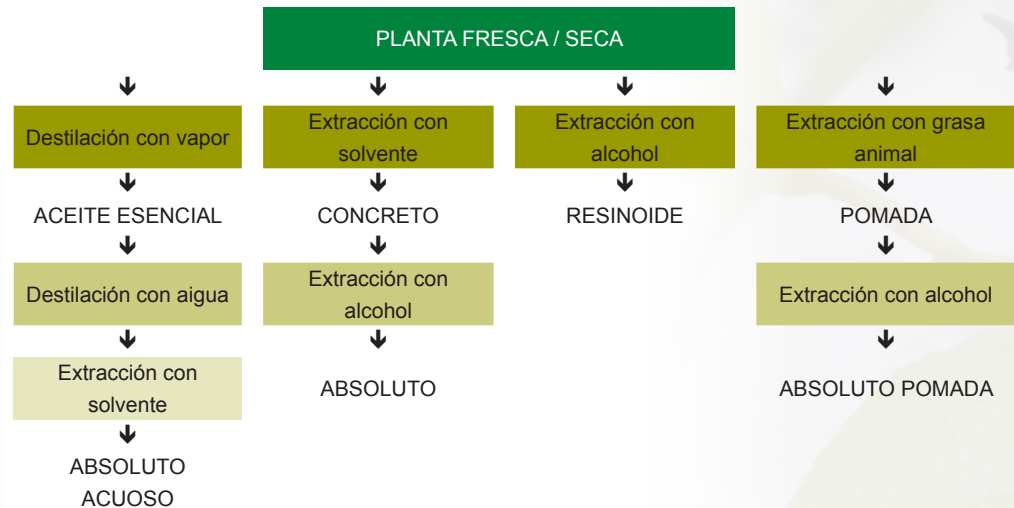 PLANTA FRESCA / SECA
Destilación con vapor
Extracción con
solvente
Extracción con
alcohol
Extracción con grasa
animal
ACEITE ESENCIAL
CONCRETO
RESINOIDE
POMADA
Destilación con aigua
Extracción con
alcohol
Extracción con alcohol
Extracción con
solvente
ABSOLUTO
ABSOLUTO POMADA
ABSOLUTO
ACUOSO